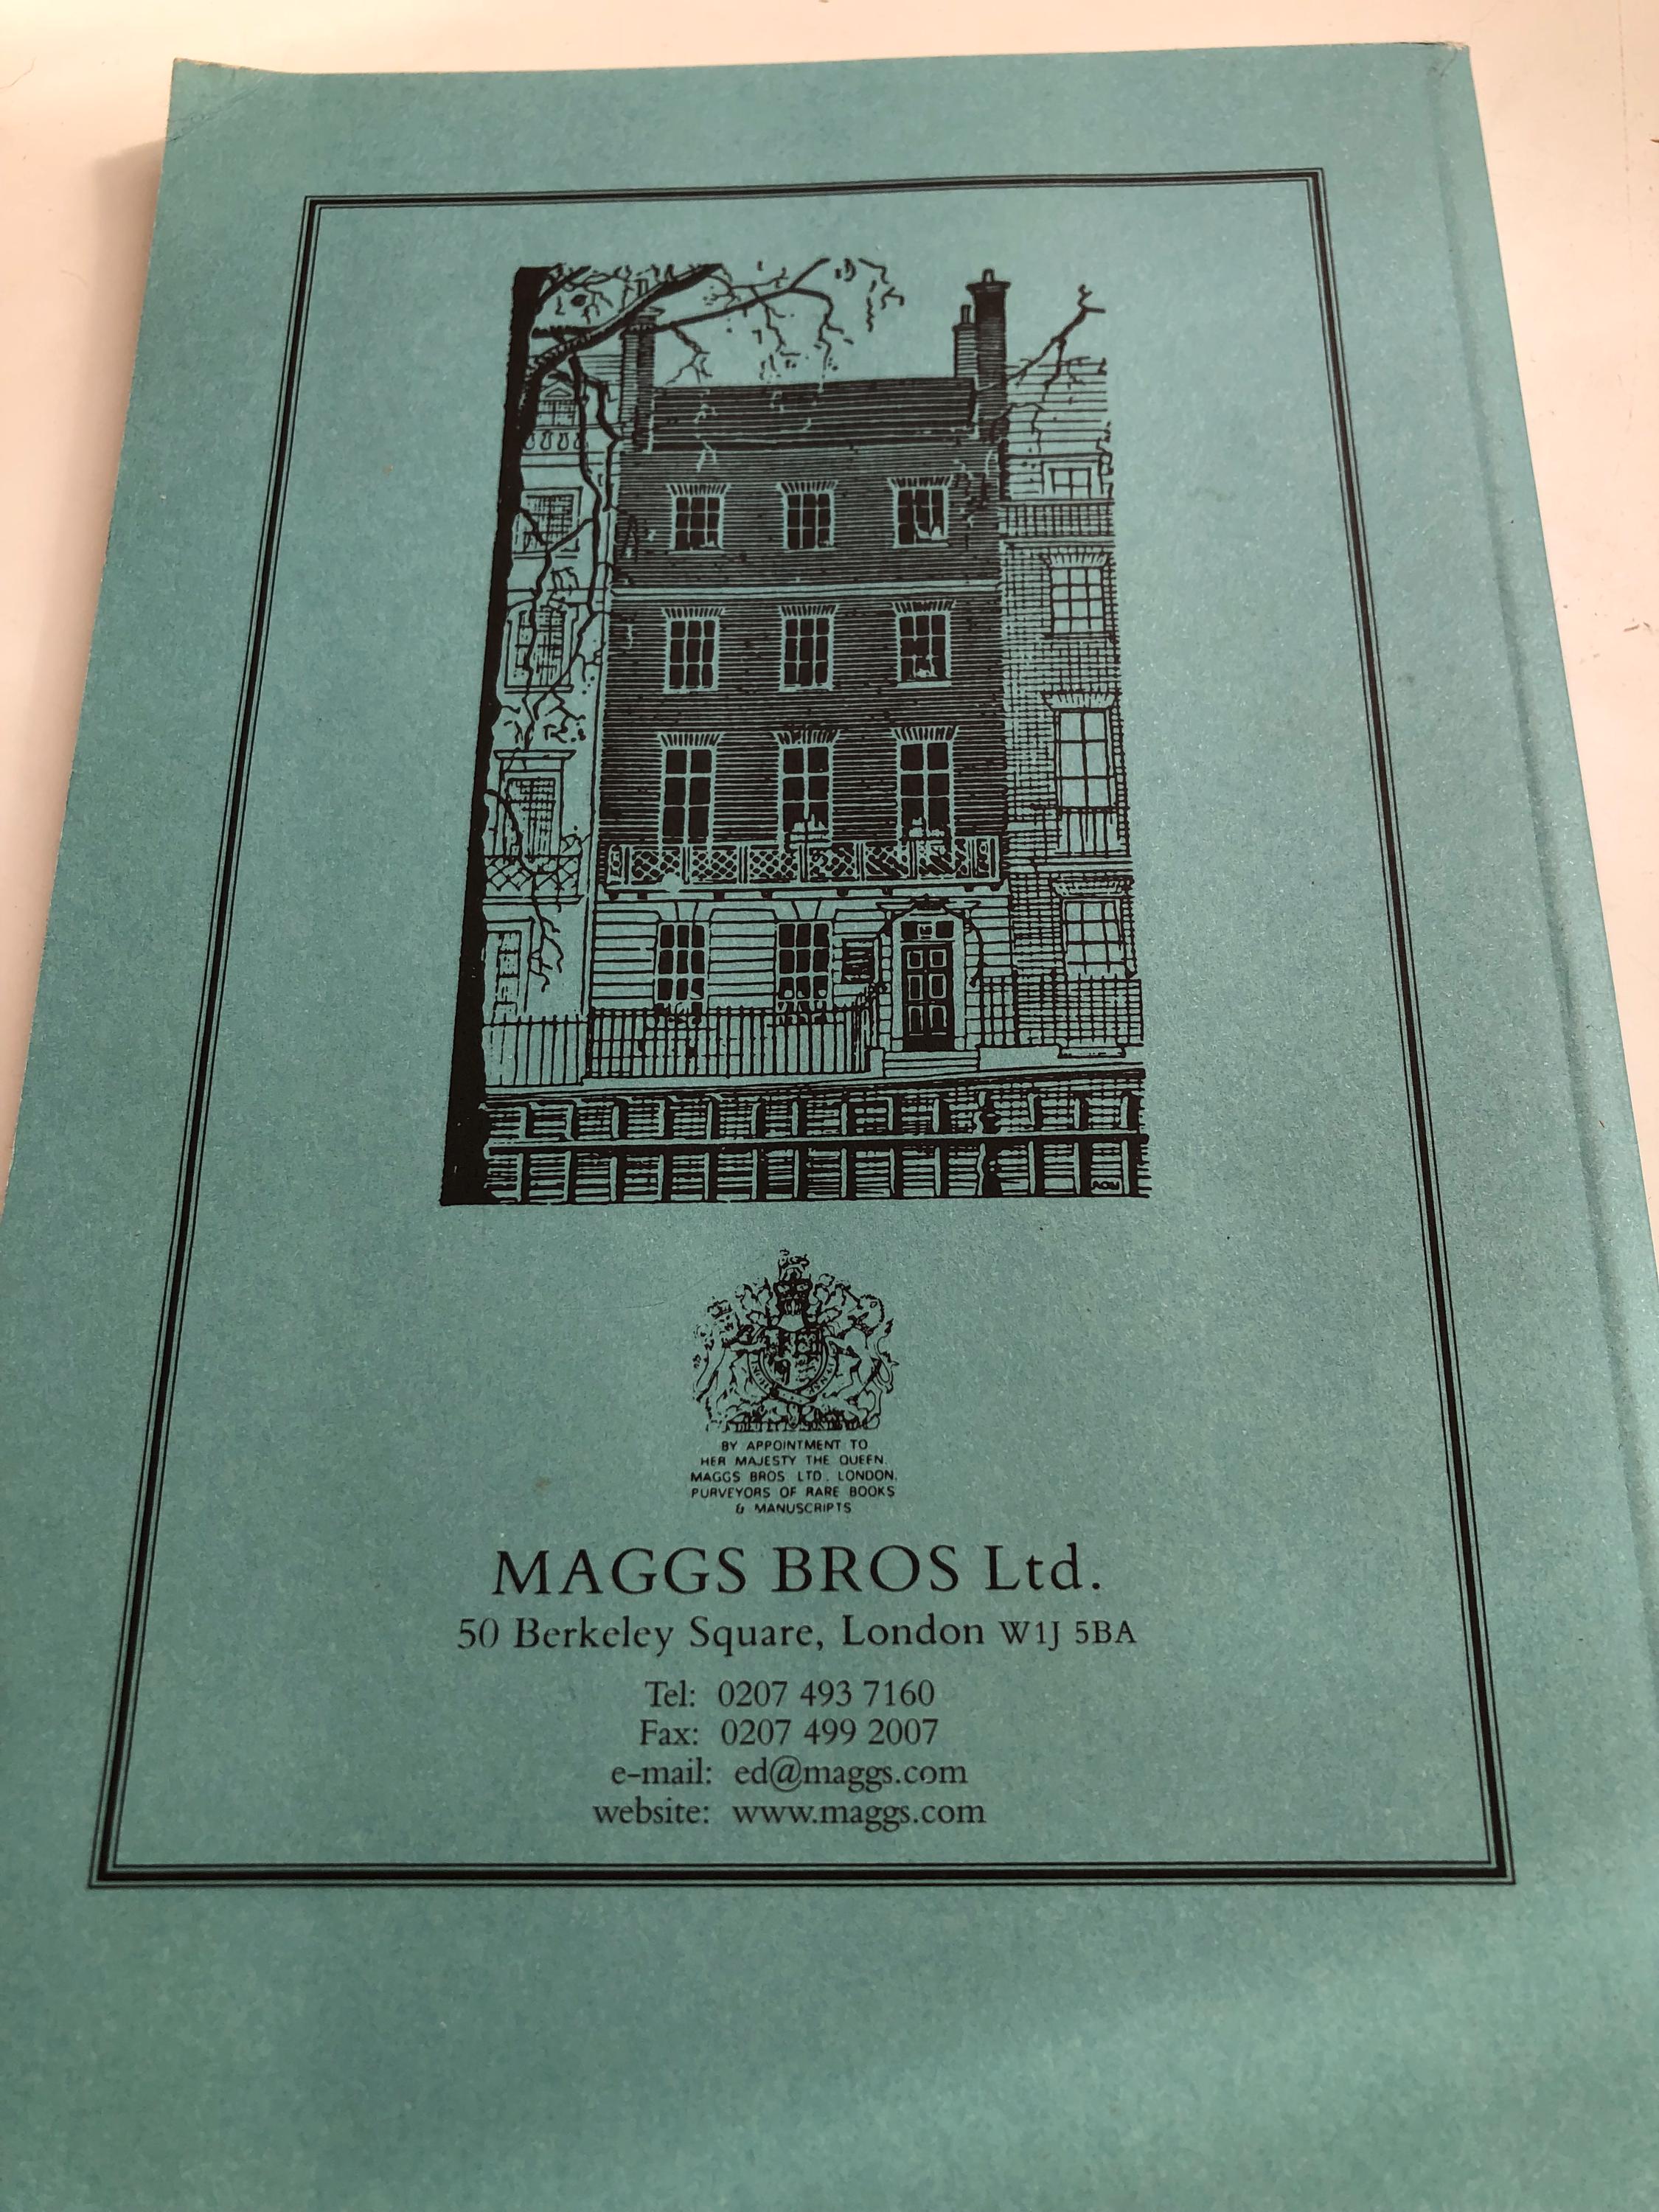 BY APPOINTMENT TO
HER MAJESTY THE QUEEN.
MAGGS BROS LTD. LONDON,
PURVEYORS OF RARE BOOKS
& MANUSCRIPTS
MAGGS BROS Ltd.
50 Berkeley Square, London W1J 5BA
Tel: 0207 493 7160
Fax: 0207 499 2007
e-mail: ed@maggs.com
website: www.maggs.com